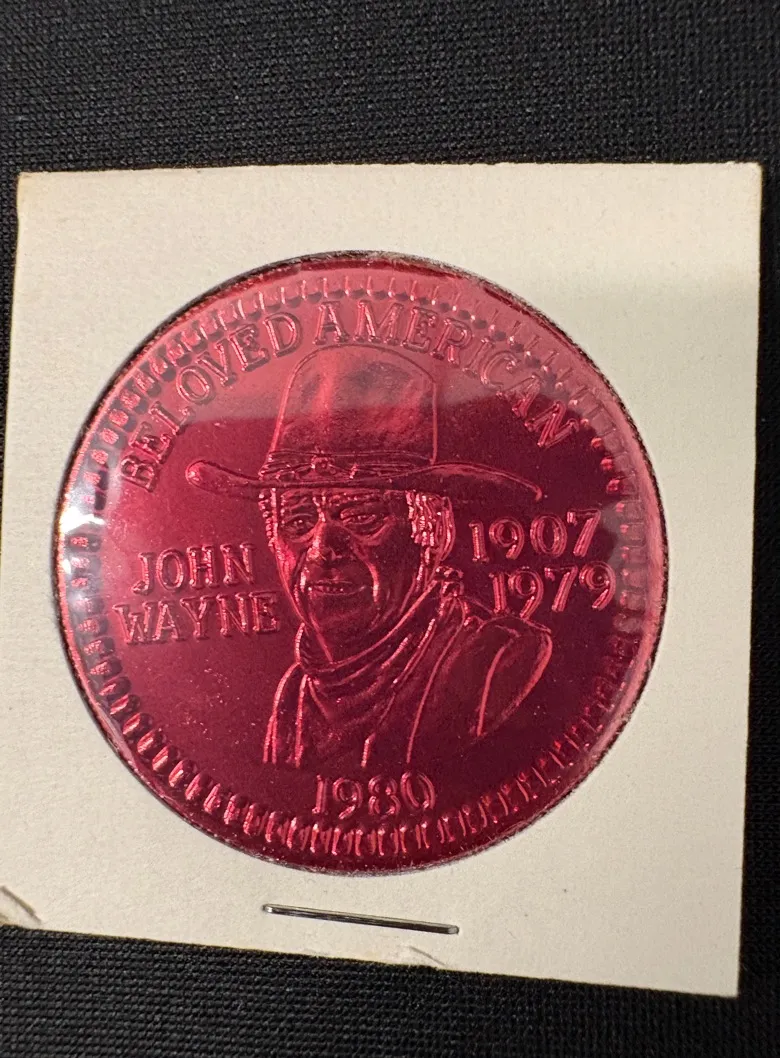 BELOVED AMERICAN
JOHN
WAYNE
1907
1979
1980